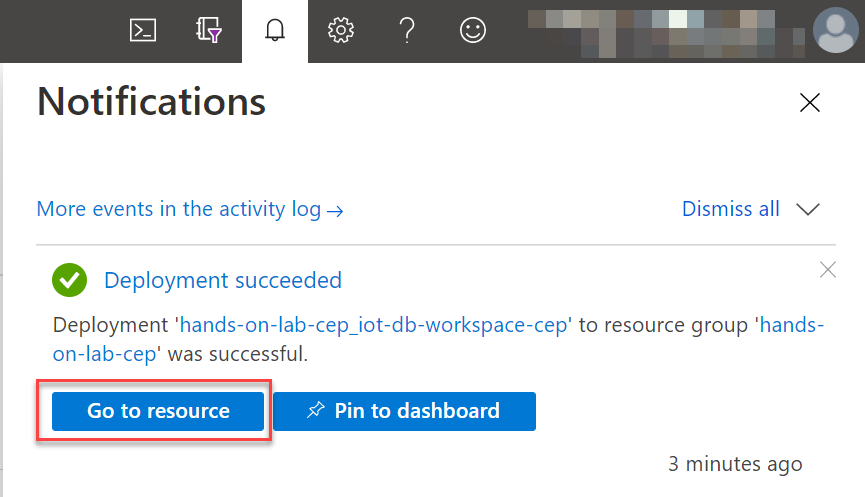 Notifications
More events in the activity log →
Dismiss all
Deployment succeeded
Deployment 'hands-on-lab-cep_iot-db-workspace-cep' to resource group 'hands-
on-lab-cep' was successful.
Go to resource
Pin to dashboard
3 minutes ago